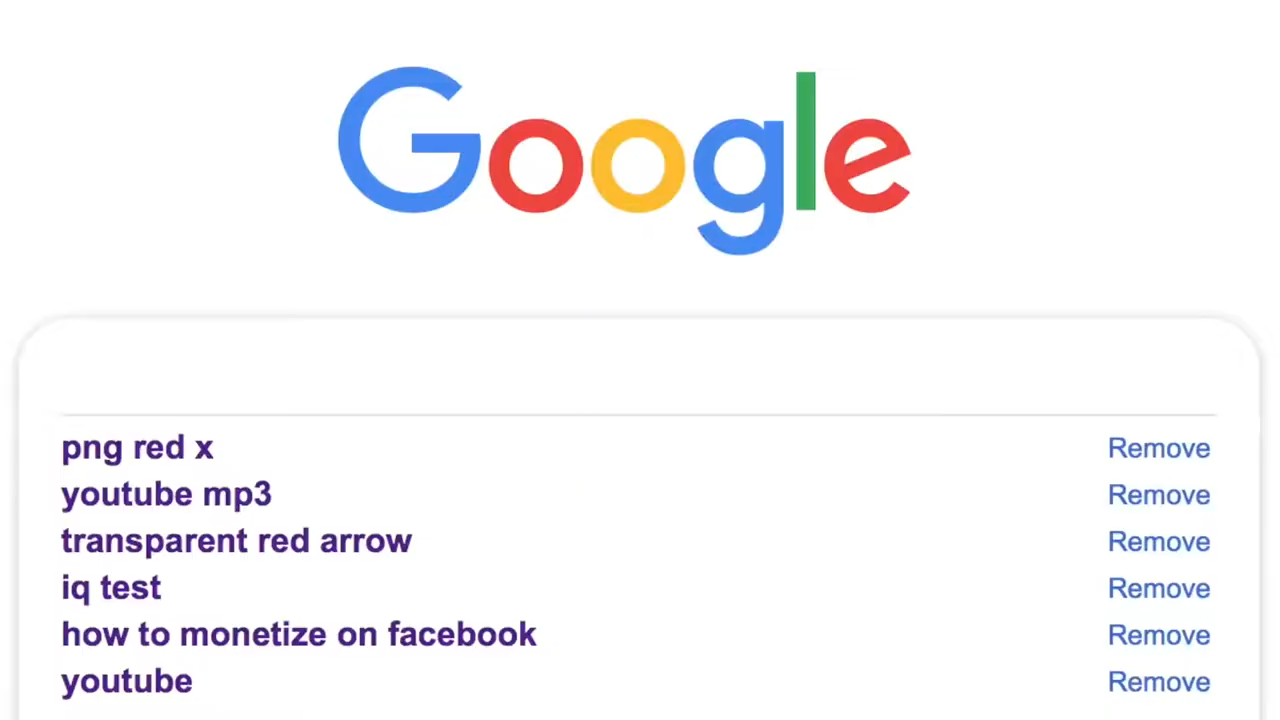 Google
png red x
Remove
youtube mp3
Remove
transparent red arrow
Remove
iq test
Remove
how to monetize on facebook
Remove
youtube
Remove